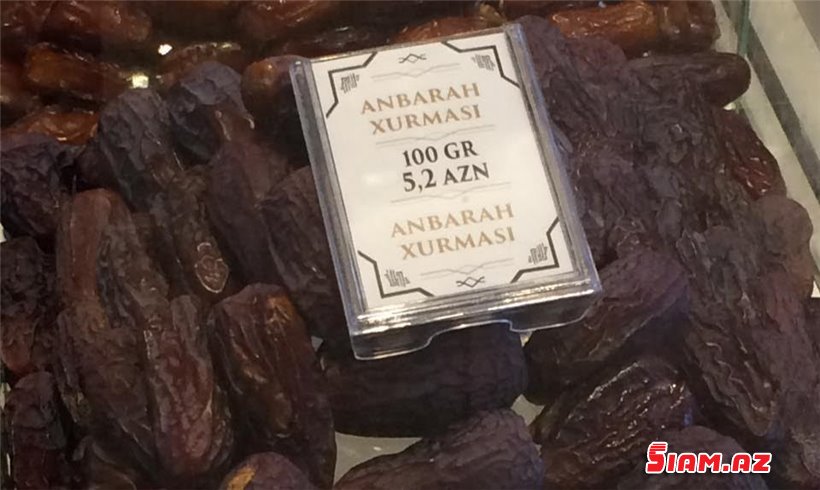 ANBARAH
XURMASI
100 GR
5,2 AZN
ANBARAH
XURMASI
SIAM.AZ